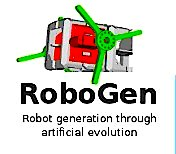 RoboGen
Robot generation through
artificial evolution